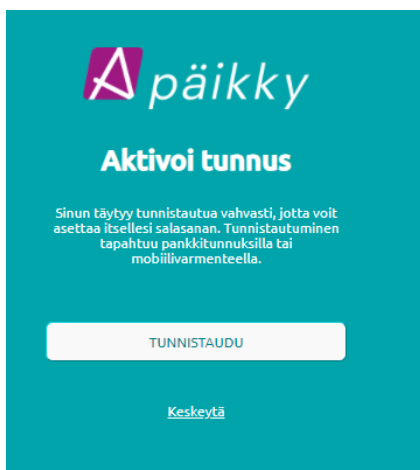 A päikky
Aktivoi tunnus
Sinun täytyy tunnistautua vahvasti, jotta voit
asettaa itsellesi salasanan. Tunnistautuminen
tapahtuu pankkitunnuksilla tai
mobiilivarmenteella.
TUNNISTAUDU
Keskeytä